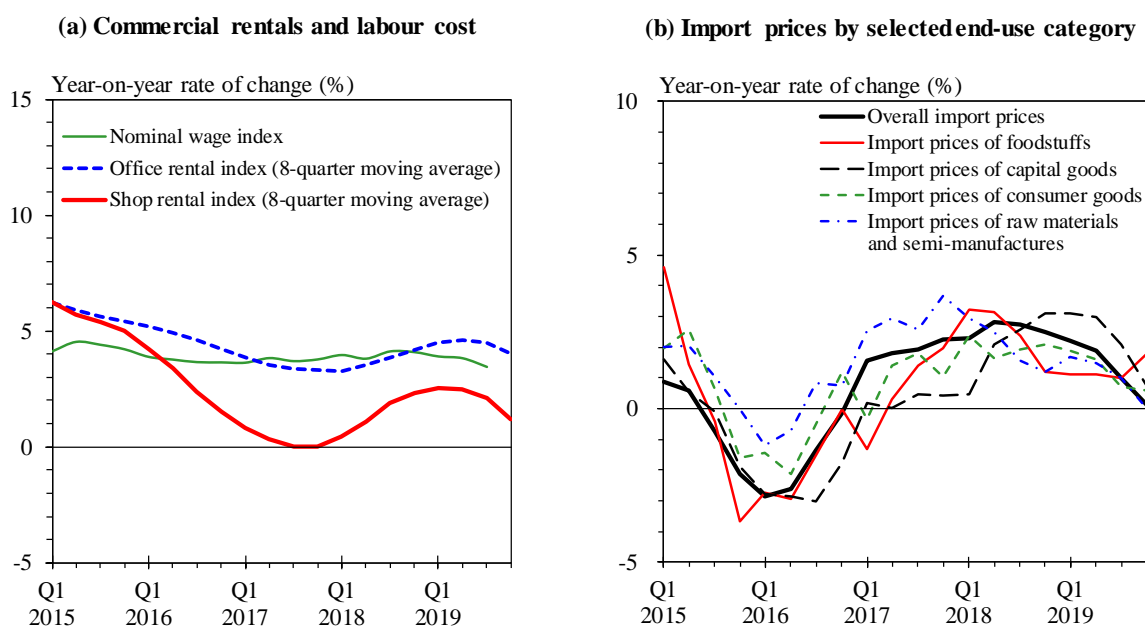 (a) Commercial rentals and labour cost
Year-on-year rate of change (%)
15
10
5
0
-5
Nominal wage index
Office rental index (8-quarter moving average)
Shop rental index (8-quarter moving average)
Q1 Q1 Q1 Q1 Q1
2015 2016 2017 2018 2019
(b) Import prices by selected end-use category
Year-on-year rate of change (%)
10
5
0
-5
Overall import prices
Import prices of foodstuffs
Import prices of capital goods
Import prices of consumer goods
Import prices of raw materials
and semi-manufactures
Q1 Q1 Q1 Q1 Q1
2015 2016 2017 2018 2019